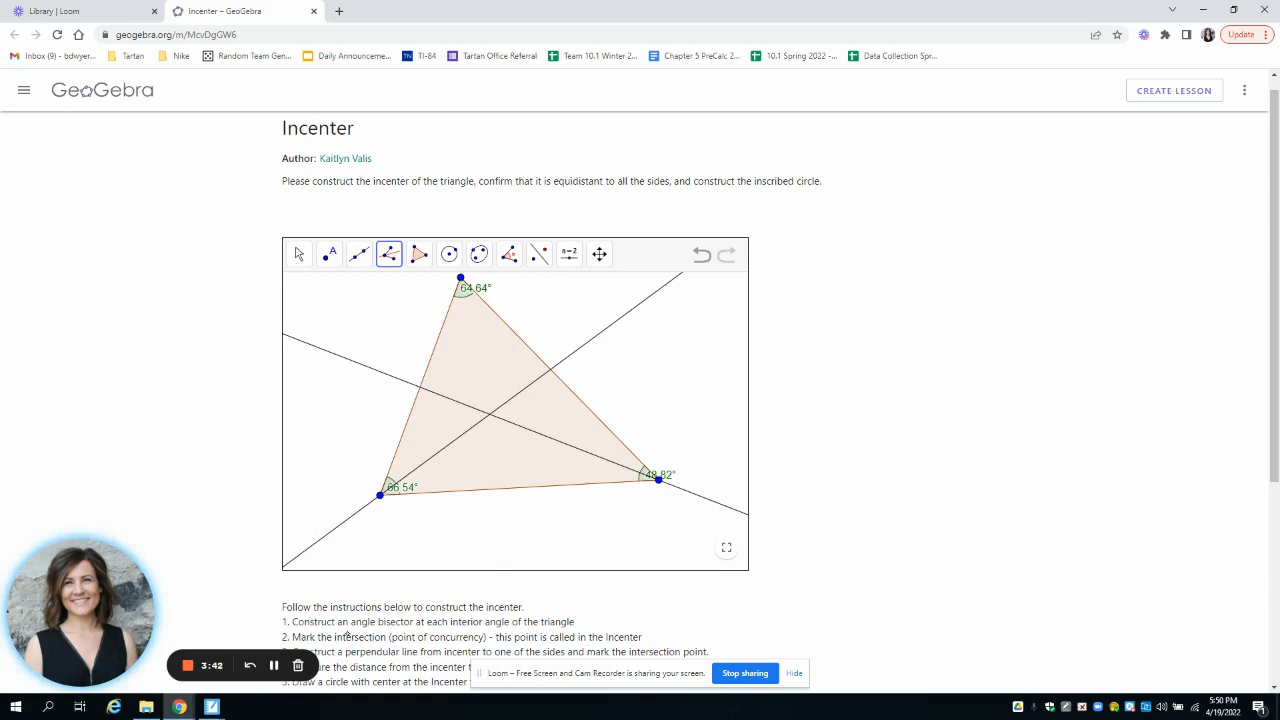 Library | Loom
Incenter – GeoGebra
geogebra.org/m/McvDgGW6
Update
Inbox (9) - bdwyer...
Tartan
Nike
Random Team Gen...
Daily Announceme...
TN TI-84
Tartan Office Referral
Team 10.1 Winter 2...
Chapter 5 PreCalc 2...
10.1 Spring 2022 -...
Data Collection Spr...
GeoGebra
CREATE LESSON
Incenter
Author: Kaitlyn Valis
Please construct the incenter of the triangle, confirm that it is equidistant to all the sides, and construct the inscribed circle.
A
a=2
64.64°
48.82°
66.54°
Follow the instructions below to construct the incenter.
1. Construct an angle bisector at each interior angle of the triangle
2. Mark the intersection (point of concurrency) - this point is called in the Incenter
a perpendicular line from incenter to one of the sides and mark the intersection point.
the distance from the incenter
Draw a circle with center at the Incenter
3:42
Loom – Free Screen and Cam Recorder is sharing your screen.
Stop sharing
Hide
5:50 PM
4/19/2022